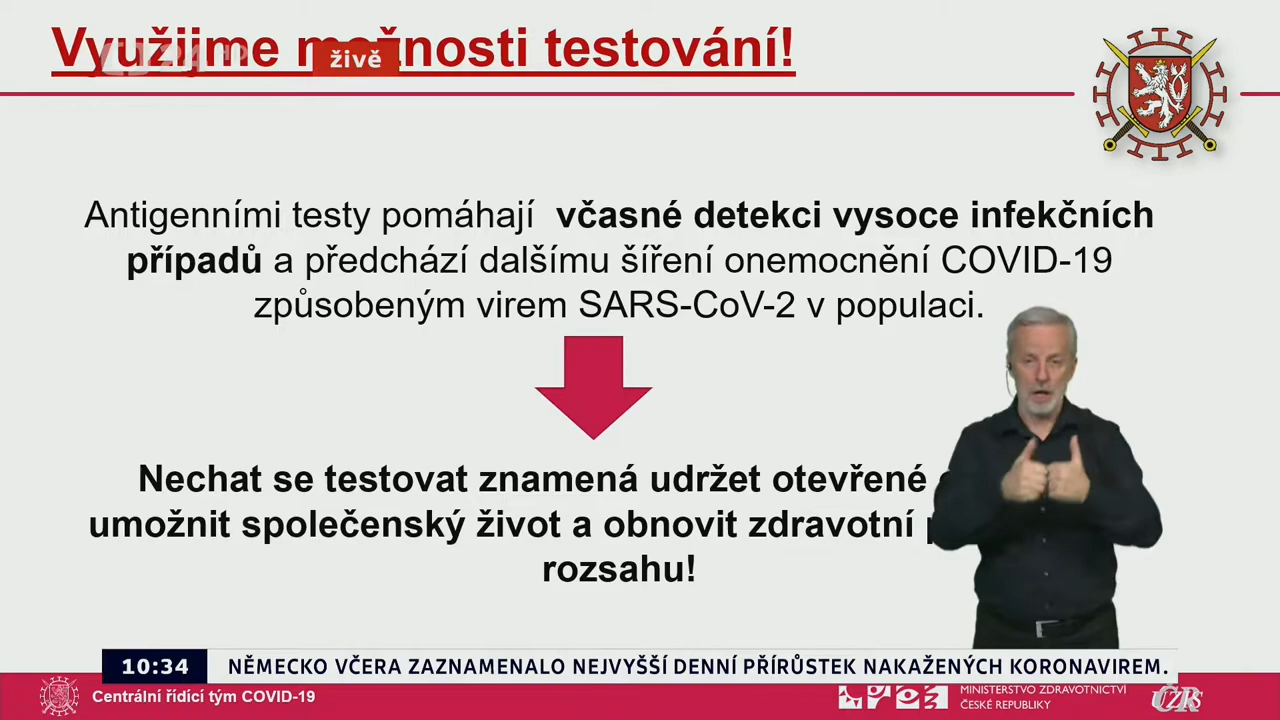 Využijme možnosti testování!
živě
Antigenními testy pomáhají včasné detekci vysoce infekčních
případů a předchází dalšímu šíření onemocnění COVID-19
způsobeným virem SARS-CoV-2 v populaci.
Nechat se testovat znamená udržet otevřené
umožnit společenský život a obnovit zdravotní
rozsahu!
10:34 NĚMECKO VČERA ZAZNAMENALO NEJVYŠŠÍ DENNÍ PŘÍRŮSTEK NAKAŽENÝCH KORONAVIREM.
Centrální řídící tým COVID-19
MINISTERSTVO ZDRAVOTNICTVÍ
ČESKÉ REPUBLIKY